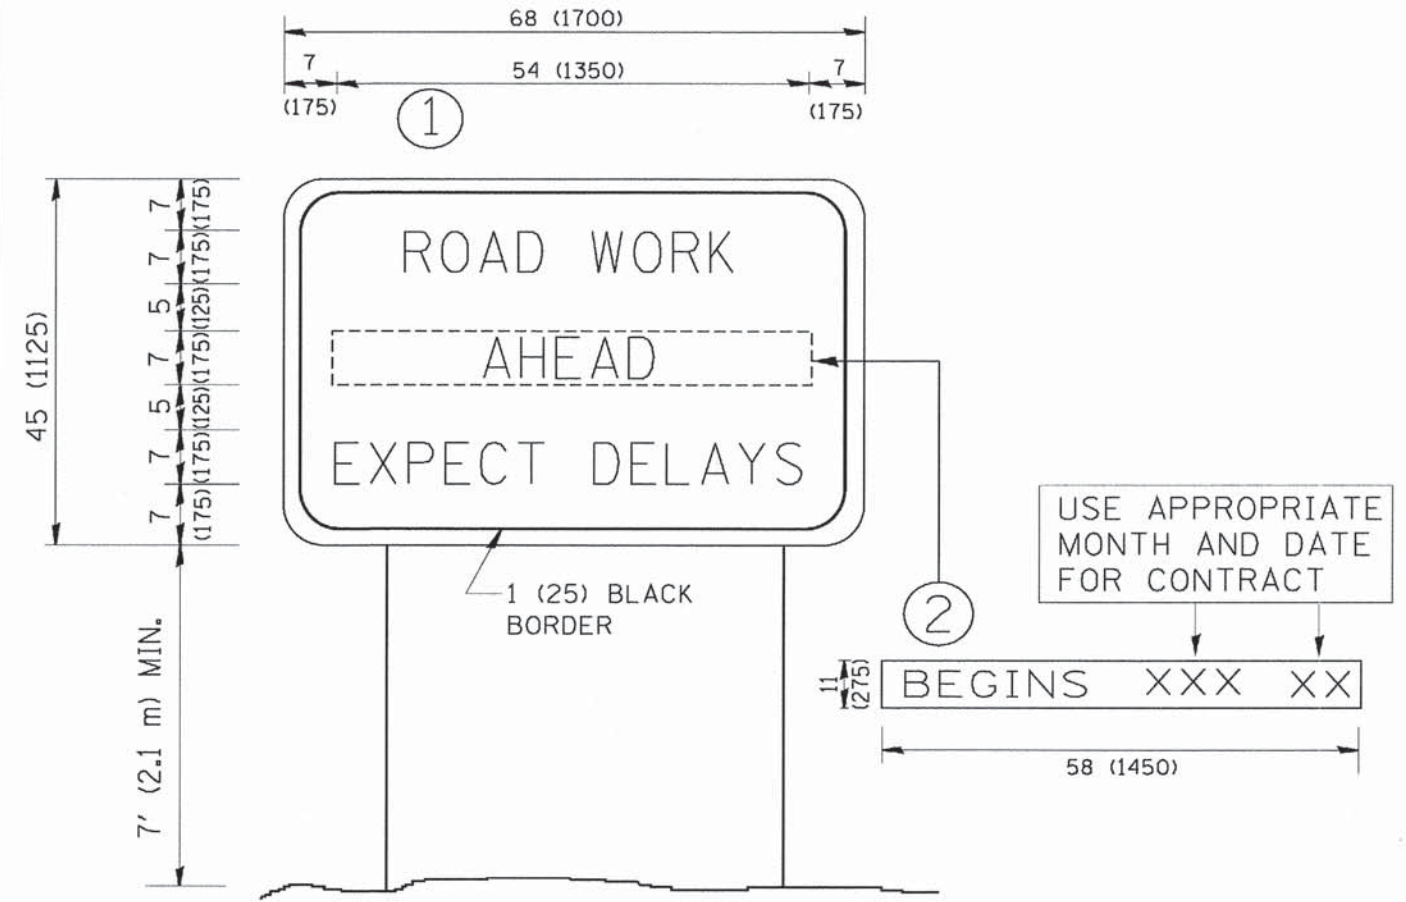 68 (1700)
7 54 (1350) 7
(175) (175)
1
45 (1125)
7 (175)
7 (175)
5 (125)
7 (175)
5 (125)
7 (175)
7 (175)
ROAD WORK
AHEAD
EXPECT DELAYS
1 (25) BLACK
BORDER
7' (2.1 m) MIN.
2
USE APPROPRIATE
MONTH AND DATE
FOR CONTRACT
11
(275)
BEGINS XXX XX
58 (1450)